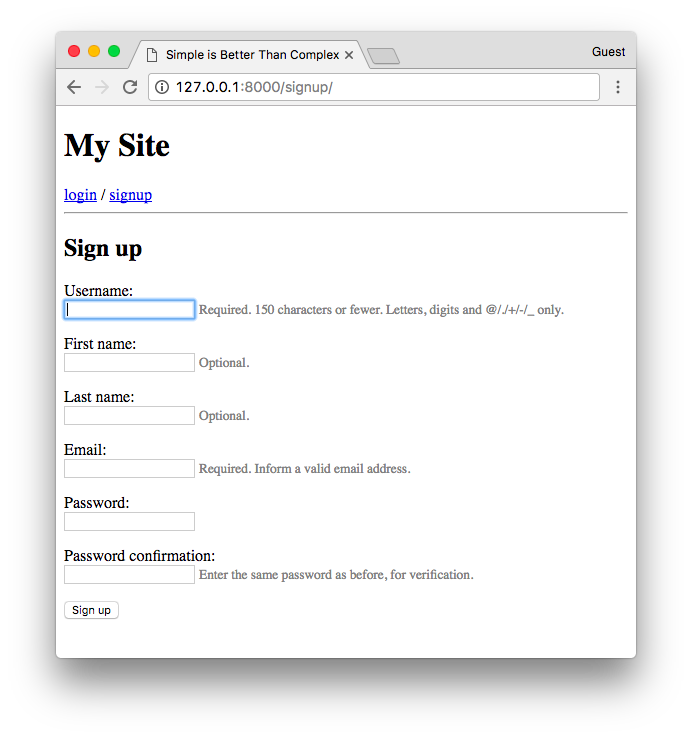 Simple is Better Than Complex
Guest
127.0.0.1:8000/signup/
My Site
login / signup
Sign up
Username:
Required. 150 characters or fewer. Letters, digits and @/./+/-/_ only.
First name:
Optional.
Last name:
Optional.
Email:
Required. Inform a valid email address.
Password:
Password confirmation:
Enter the same password as before, for verification.
Sign up